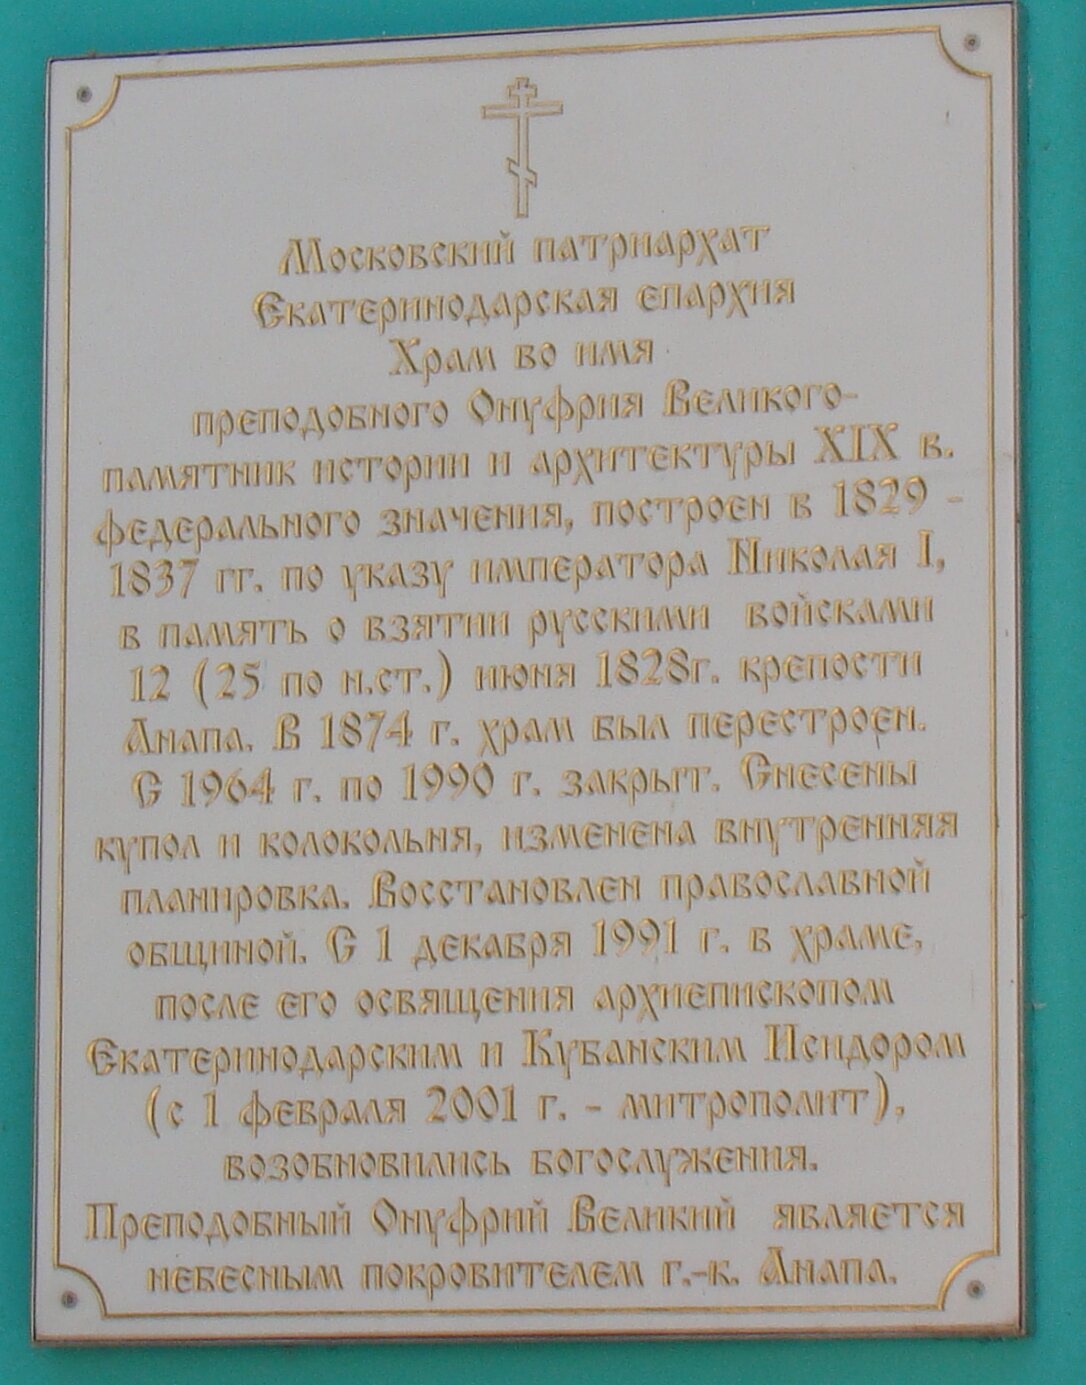 Московский патриархат
Екатеринодарская епархия
Храм во имя
преподобного Онуфрия Великого-
памятник истории и архитектуры XIX в.
федерального значения, построен в 1829 -
1837 гг. по указу императора Николая I,
в память о взятии русскими войсками
12 (25 по н.ст.) июня 1828г. крепости
Анапа. В 1874 г. храм был перестроен.
С 1964 г. по 1990 г. закрыт. Снесены
купол и колокольня, изменена внутренняя
планировка. Восстановлен православной
общиной. С 1 декабря 1991 г. в храме,
после его освящения архиепископом
Екатеринодарским и Кубанским Исидором
(с 1 февраля 2001 г. - митрополит),
возобновились богослужения.
Преподобный Онуфрий Великий является
небесным покровителем г.-к. Анапа.